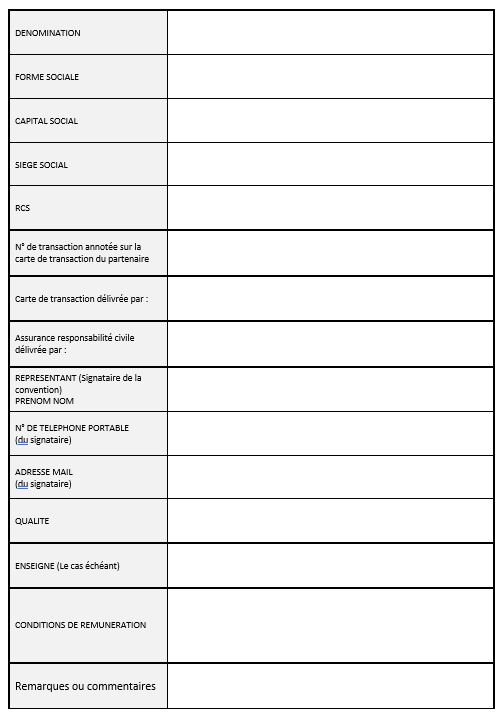 DENOMINATION
FORME SOCIALE
CAPITAL SOCIAL
SIEGE SOCIAL
RCS
N° de transaction annotée sur la
carte de transaction du partenaire
Carte de transaction délivrée par :
Assurance responsabilité civile
délivrée par :
REPRESENTANT (Signataire de la
convention)
PRENOM NOM
N° DE TELEPHONE PORTABLE
(du signataire)
ADRESSE MAIL
(du signataire)
QUALITE
ENSEIGNE (Le cas échéant)
CONDITIONS DE REMUNERATION
Remarques ou commentaires